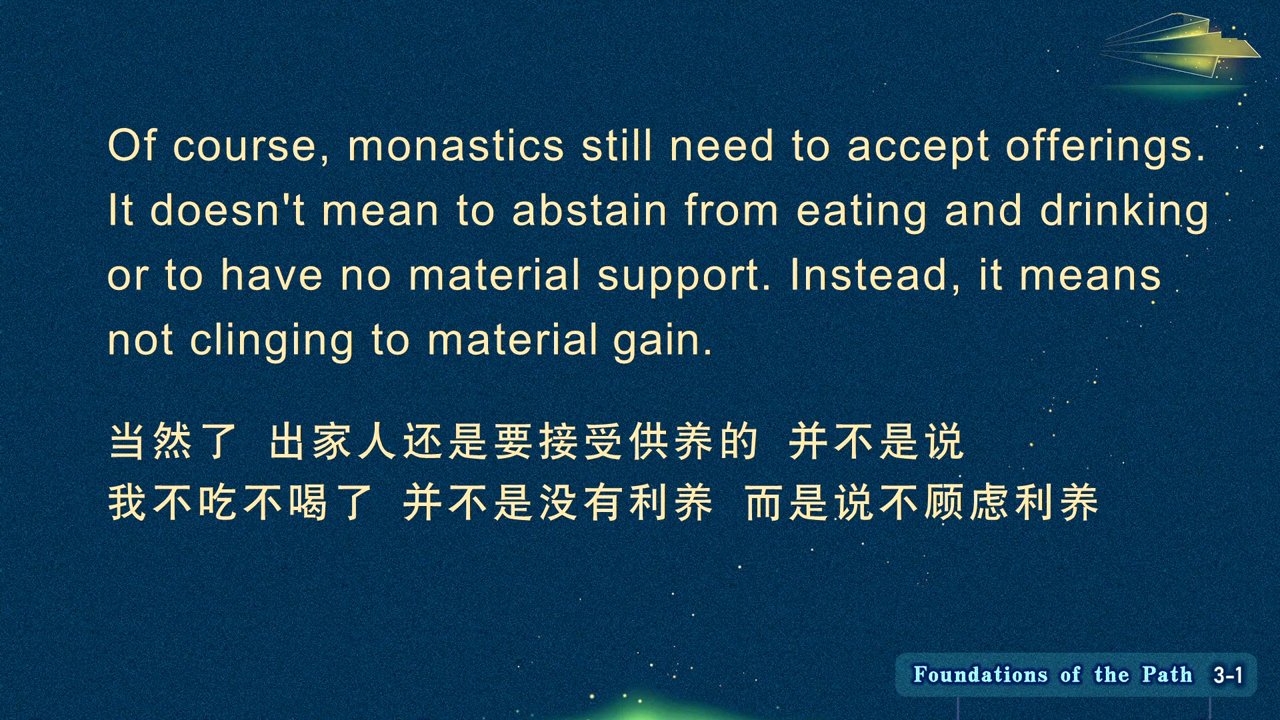 Of course, monastics still need to accept offerings.
It doesn't mean to abstain from eating and drinking
or to have no material support. Instead, it means
not clinging to material gain.
当然了 出家人还是要接受供养的 并不是说
我不吃不喝了 并不是没有利养 而是说不顾虑利养
Foundations of the Path 3-1